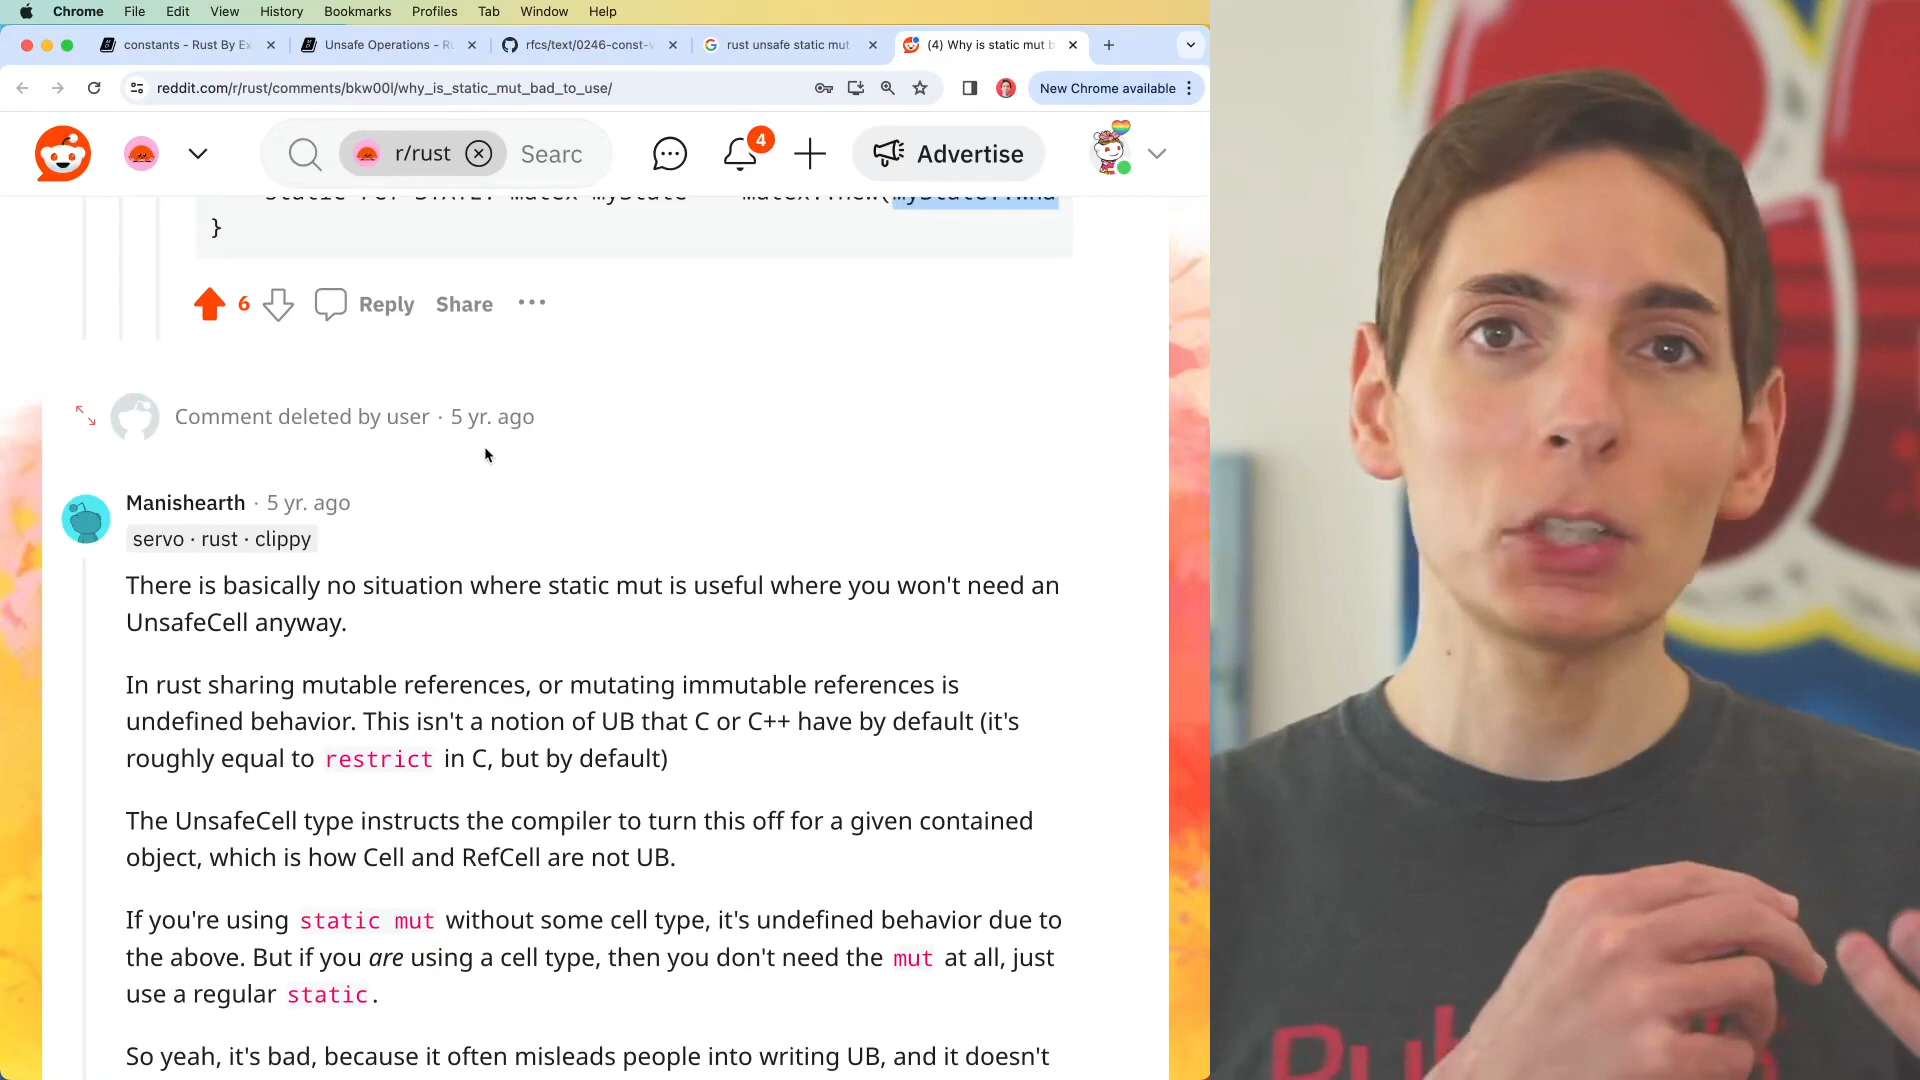 Chrome File Edit View History Bookmarks Profiles Tab Window Help
constants - Rust By Ex Unsafe Operations - Ru rfcs/text/0246-const-v rust unsafe static mut (4) Why is static mut b
reddit.com/r/rust/comments/bkw00l/why_is_static_mut_bad_to_use/ New Chrome available
r/rust Searc 4 Advertise
}
6 Reply Share
Comment deleted by user · 5 yr. ago
Manishearth · 5 yr. ago
servo · rust · clippy
There is basically no situation where static mut is useful where you won't need an
UnsafeCell anyway.
In rust sharing mutable references, or mutating immutable references is
undefined behavior. This isn't a notion of UB that C or C++ have by default (it's
roughly equal to restrict in C, but by default)
The UnsafeCell type instructs the compiler to turn this off for a given contained
object, which is how Cell and RefCell are not UB.
If you're using static mut without some cell type, it's undefined behavior due to
the above. But if you are using a cell type, then you don't need the mut at all, just
use a regular static.
So yeah, it's bad, because it often misleads people into writing UB, and it doesn't